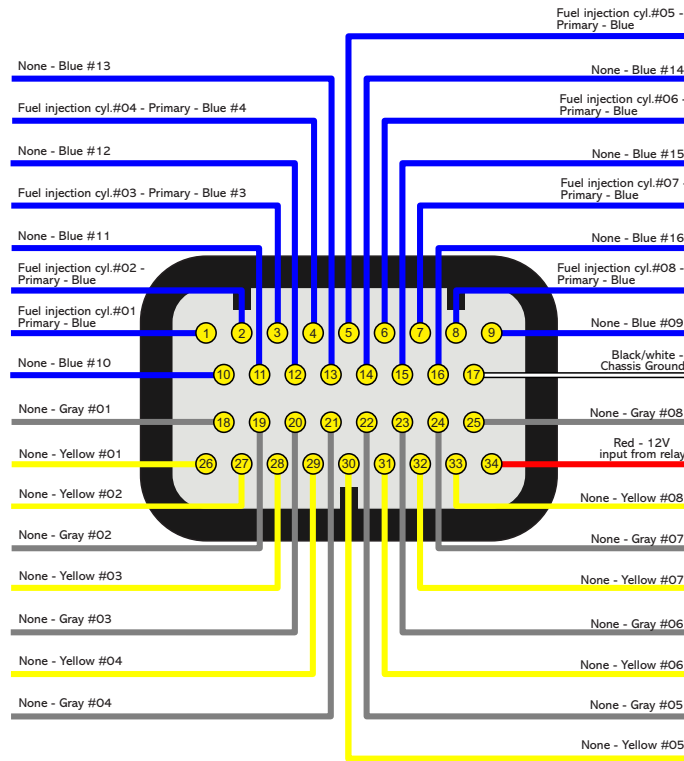 Fuel injection cyl.#05 -
Primary - Blue
None - Blue #13
None - Blue #14
Fuel injection cyl.#04 - Primary - Blue #4
Fuel injection cyl.#06 -
Primary - Blue
None - Blue #12
None - Blue #15
Fuel injection cyl.#03 - Primary - Blue #3
Fuel injection cyl.#07 -
Primary - Blue
None - Blue #11
None - Blue #16
Fuel injection cyl.#02 -
Primary - Blue
Fuel injection cyl.#08 -
Primary - Blue
Fuel injection cyl.#01
Primary - Blue
1 2 3 4 5 6 7 8 9
None - Blue #09
None - Blue #10
10 11 12 13 14 15 16 17
Black/white -
Chassis Ground
None - Gray #01
18 19 20 21 22 23 24 25
None - Gray #08
None - Yellow #01
26 27 28 29 30 31 32 33 34
Red - 12V
input from relay
None - Yellow #02
None - Yellow #08
None - Gray #02
None - Gray #07
None - Yellow #03
None - Yellow #07
None - Gray #03
None - Gray #06
None - Yellow #04
None - Yellow #06
None - Gray #04
None - Gray #05
None - Yellow #05